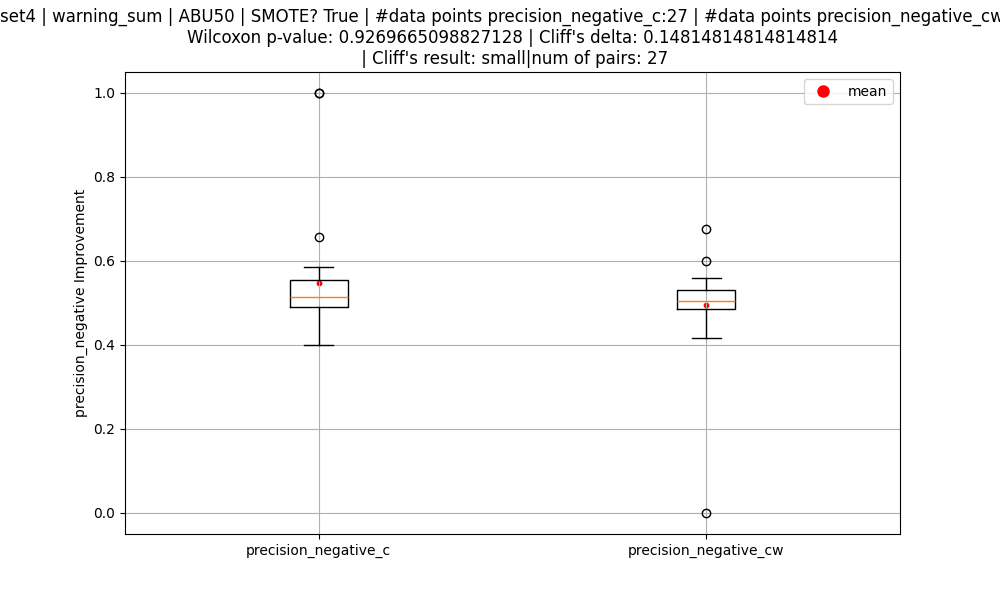 set4 | warning_sum | ABU50 | SMOTE? True | #data points precision_negative_c:27 | #data points precision_negative_cw
Wilcoxon p-value: 0.9269665098827128 | Cliff's delta: 0.14814814814814814
| Cliff's result: small|num of pairs: 27
mean
1.0
0.8
0.6
0.4
0.2
0.0
precision_negative Improvement
precision_negative_c
precision_negative_cw